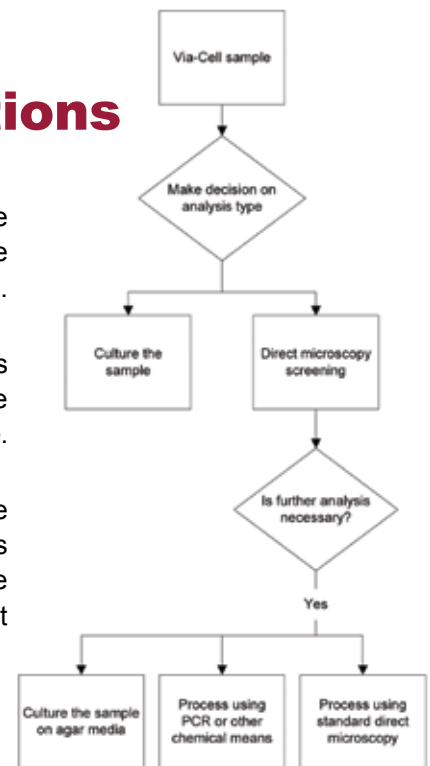 Via-Cell sample
tions
Make decision on
analysis type
e
e
.
Culture the
sample
Direct microscopy
screening
s
e
.
Is further analysis
necessary?
e
s
e
t
Yes
Culture the sample
on agar media
Process using
PCR or other
chemical means
Process using
standard direct
microscopy